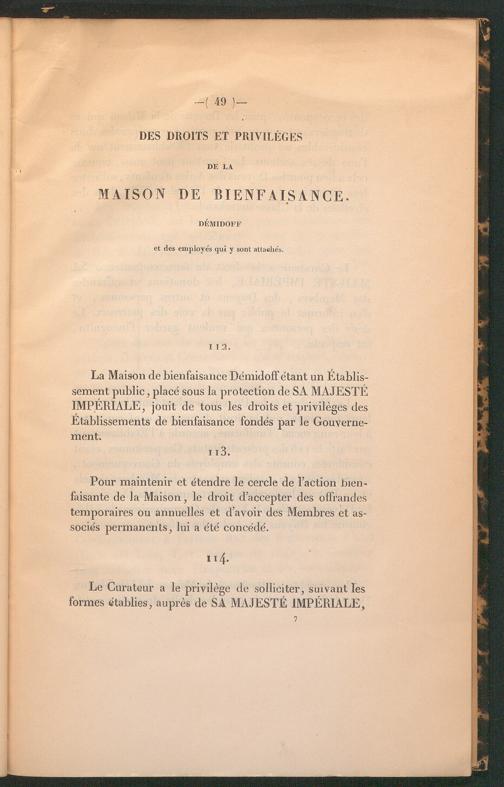 —( 49 )—
DES DROITS ET PRIVILÈGES
DE LA
MAISON DE BIENFAISANCE.
DÉMIDOFF
et des employés qui y sont attachés.
112.
La Maison de bienfaisance Démidoff étant un Établis-
sement public, placé sous la protection de SA MAJESTÉ
IMPÉRIALE, jouit de tous les droits et privilèges des
Établissements de bienfaisance fondés par le Gouverne-
ment.
113.
Pour maintenir et étendre le cercle de l'action bien-
faisante de la Maison, le droit d'accepter des offrandes
temporaires ou annuelles et d'avoir des Membres et as-
sociés permanents, lui a été concédé.
114.
Le Curateur a le privilège de solliciter, suivant les
formes établies, auprès de SA MAJESTÉ IMPÉRIALE,
7